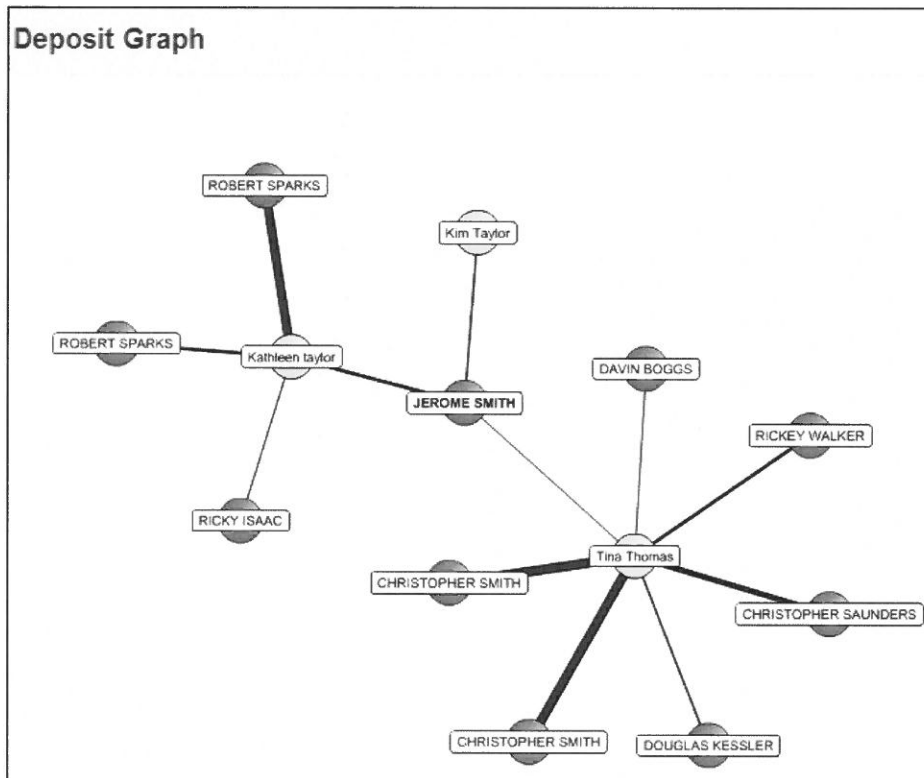 Deposit Graph
ROBERT SPARKS
Kim Taylor
ROBERT SPARKS
Kathleen taylor
DAVIN BOGGS
JEROME SMITH
RICKEY WALKER
RICKY ISAAC
Tina Thomas
CHRISTOPHER SMITH
CHRISTOPHER SAUNDERS
CHRISTOPHER SMITH
DOUGLAS KESSLER